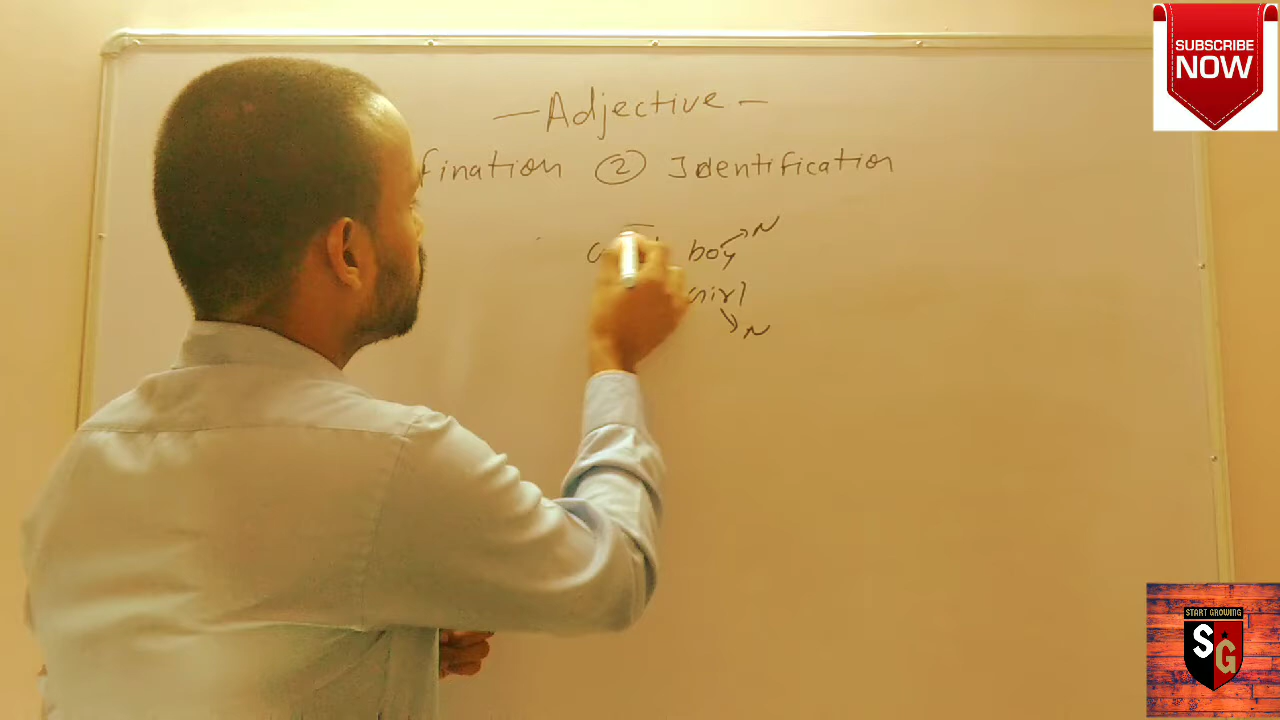 — Adjective —
fination ② Identification
boy → N
girl
→ N
SUBSCRIBE
NOW
START GROWING
SG